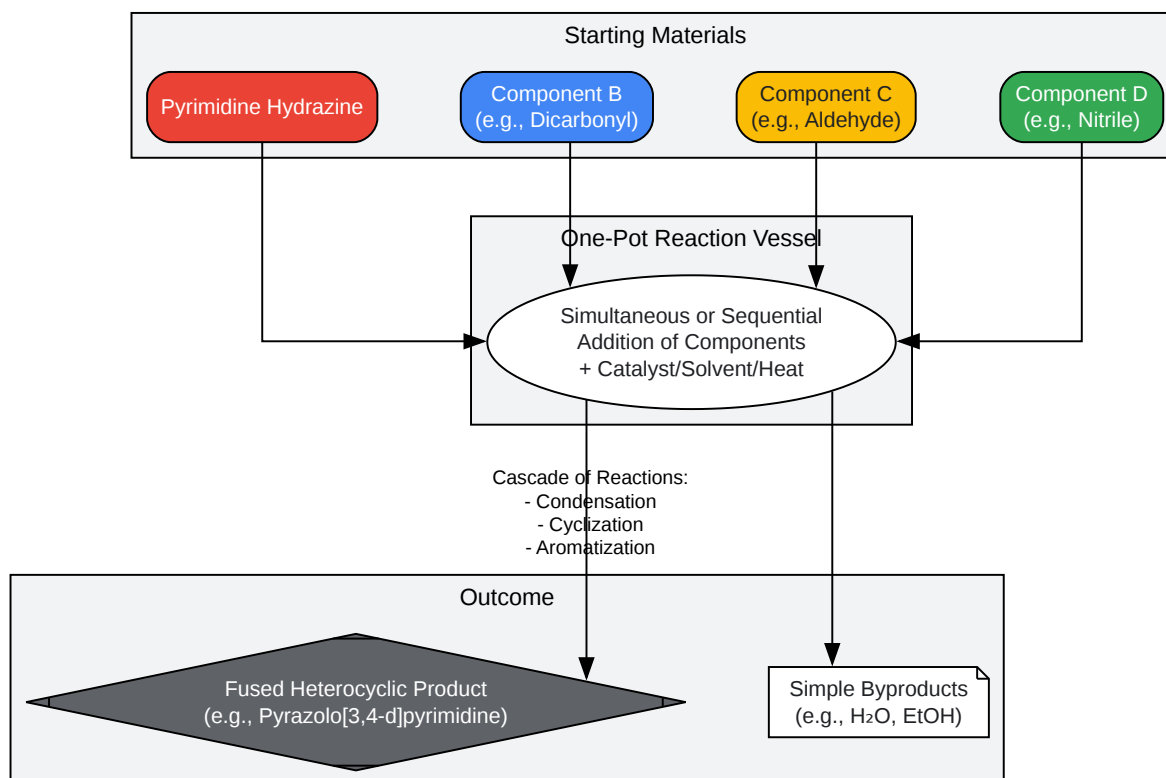 Starting Materials
Pyrimidine Hydrazine
Component B
(e.g., Dicarbonyl)
Component C
(e.g., Aldehyde)
Component D
(e.g., Nitrile)
One-Pot Reaction Vessel
Simultaneous or Sequential
Addition of Components
+ Catalyst/Solvent/Heat
Cascade of Reactions:
- Condensation
- Cyclization
- Aromatization
Outcome
Fused Heterocyclic Product
(e.g., Pyrazolo[3,4-d]pyrimidine)
Simple Byproducts
(e.g., H₂O, EtOH)